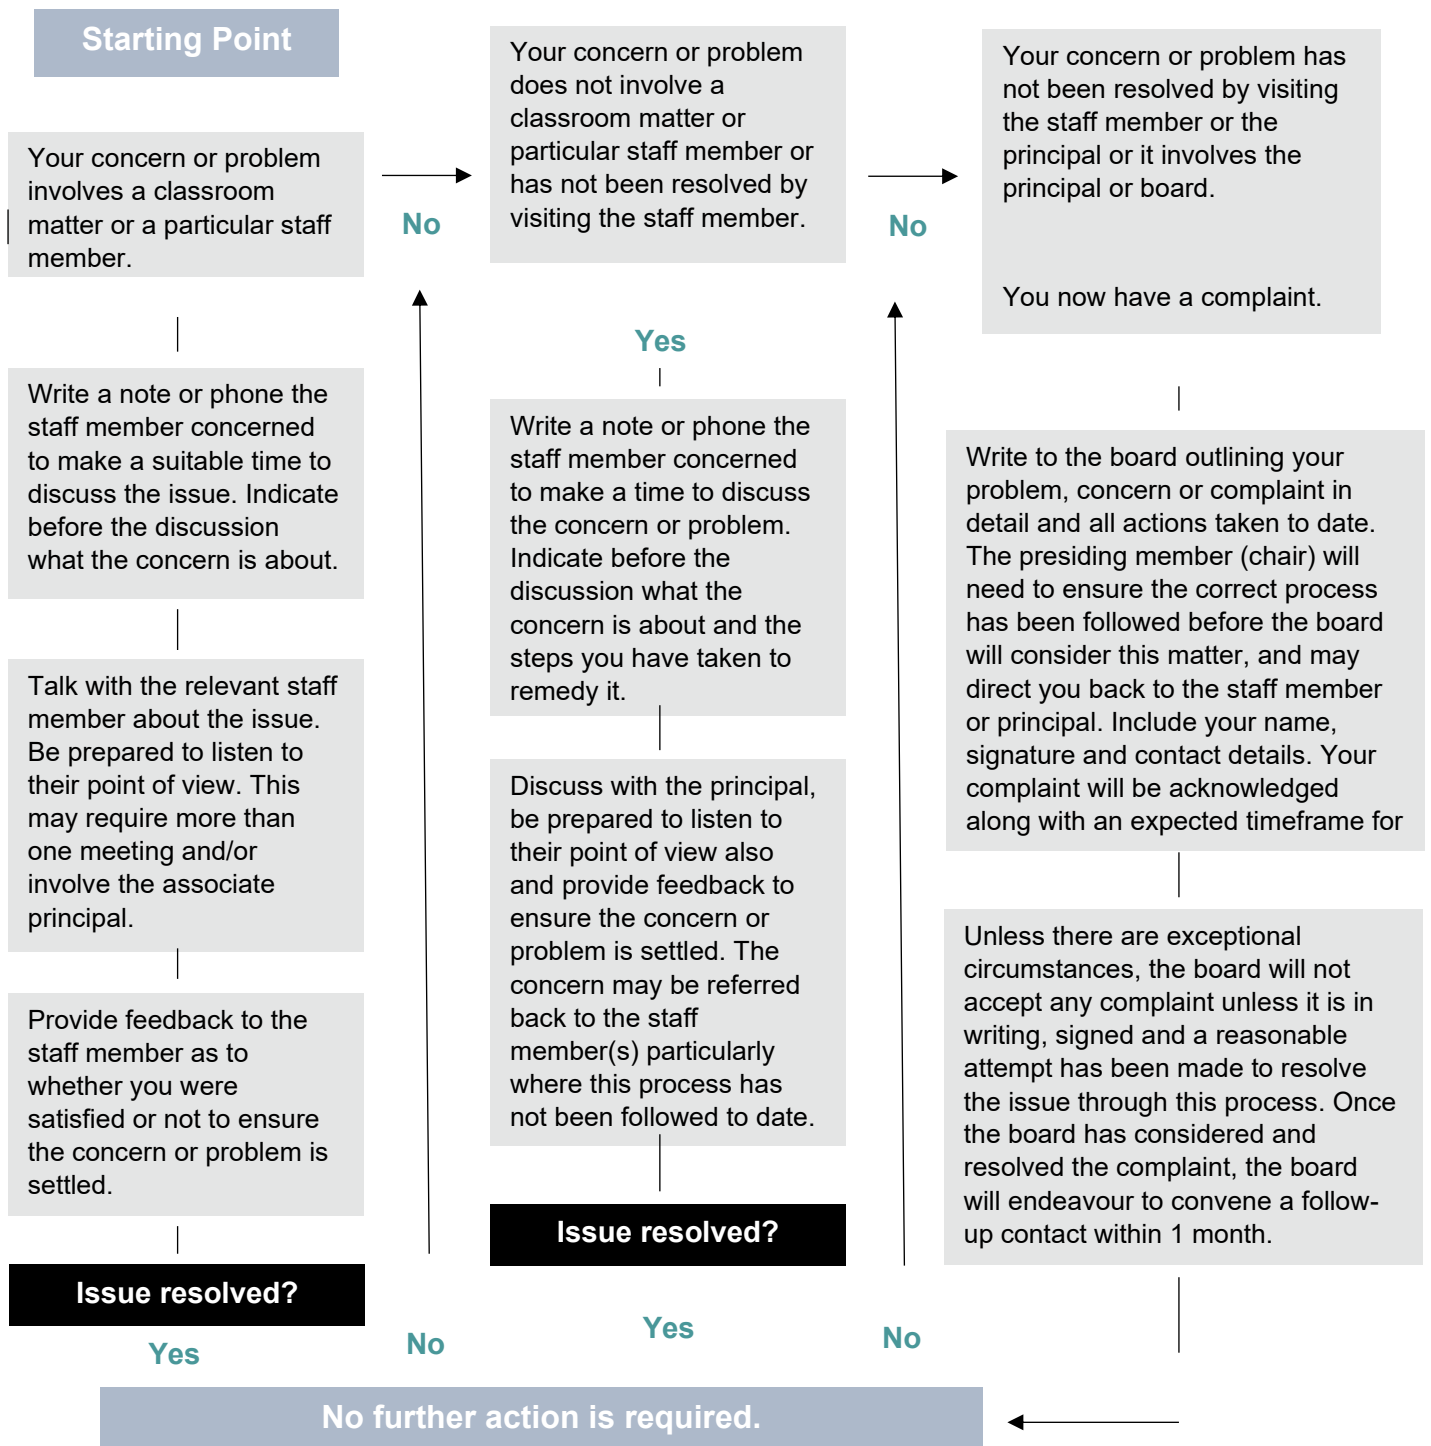 Starting Point
Your concern or problem
involves a classroom
matter or a particular staff
member.
No
Write a note or phone the
staff member concerned
to make a suitable time to
discuss the issue. Indicate
before the discussion
what the concern is about.
Talk with the relevant staff
member about the issue.
Be prepared to listen to
their point of view. This
may require more than
one meeting and/or
involve the associate
principal.
Provide feedback to the
staff member as to
whether you were
satisfied or not to ensure
the concern or problem is
settled.
Issue resolved?
Yes
No
Your concern or problem
does not involve a
classroom matter or
particular staff member or
has not been resolved by
visiting the staff member.
No
Yes
Write a note or phone the
staff member concerned
to make a time to discuss
the concern or problem.
Indicate before the
discussion what the
concern is about and the
steps you have taken to
remedy it.
Discuss with the principal,
be prepared to listen to
their point of view also
and provide feedback to
ensure the concern or
problem is settled. The
concern may be referred
back to the staff
member(s) particularly
where this process has
not been followed to date.
Issue resolved?
Yes
No
Your concern or problem has
not been resolved by visiting
the staff member or the
principal or it involves the
principal or board.
You now have a complaint.
Write to the board outlining your
problem, concern or complaint in
detail and all actions taken to date.
The presiding member (chair) will
need to ensure the correct process
has been followed before the board
will consider this matter, and may
direct you back to the staff member
or principal. Include your name,
signature and contact details. Your
complaint will be acknowledged
along with an expected timeframe for
Unless there are exceptional
circumstances, the board will not
accept any complaint unless it is in
writing, signed and a reasonable
attempt has been made to resolve
the issue through this process. Once
the board has considered and
resolved the complaint, the board
will endeavour to convene a follow-
up contact within 1 month.
No further action is required.